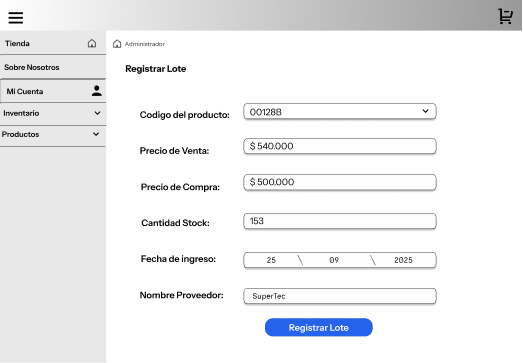 Tienda
Administrador
Sobre Nosotros
Registrar Lote
Mi Cuenta
Inventario
Productos
Codigo del producto: 00128B
Precio de Venta: $ 540.000
Precio de Compra: $ 500.000
Cantidad Stock: 153
Fecha de ingreso: 25 \ 09 \ 2025
Nombre Proveedor: SuperTec
Registrar Lote